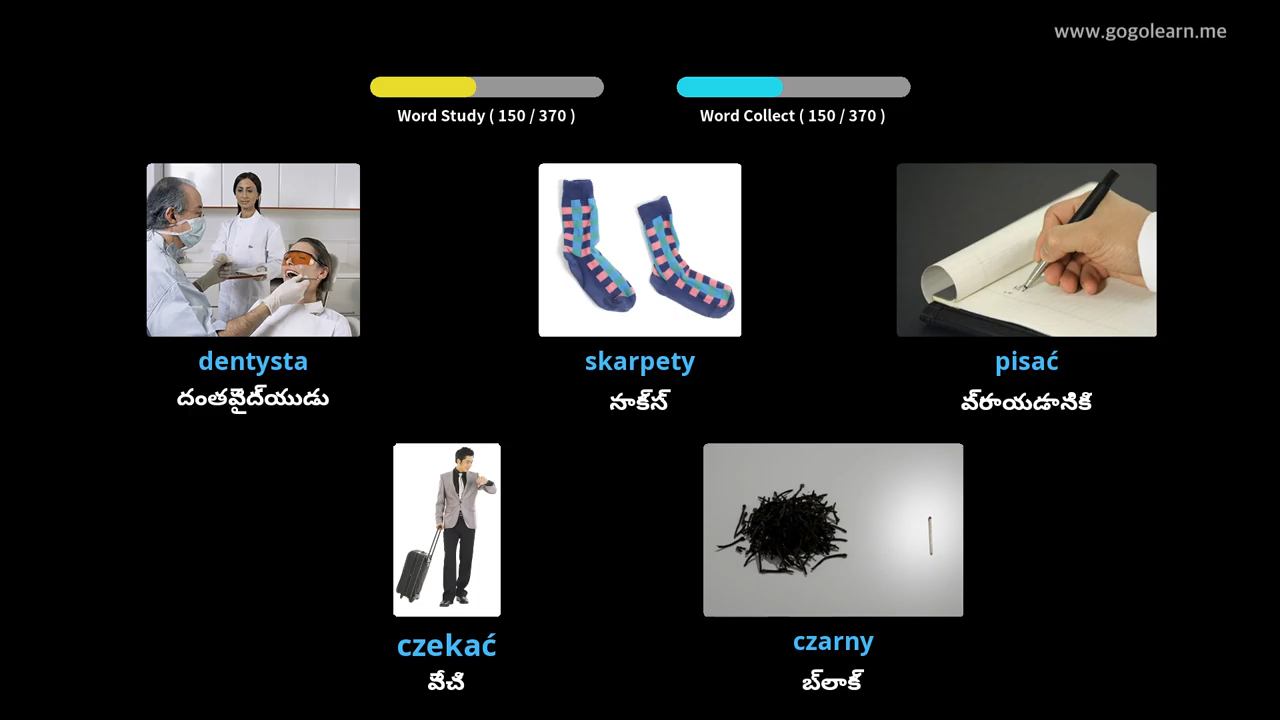 www.gogolearn.me
Word Study ( 150 / 370 )
Word Collect ( 150 / 370 )
dentysta
దంతవైద్యుడు
skarpety
సాక్స్
pisać
వ్రాయడానికి
czekać
వేచి
czarny
బ్లాక్